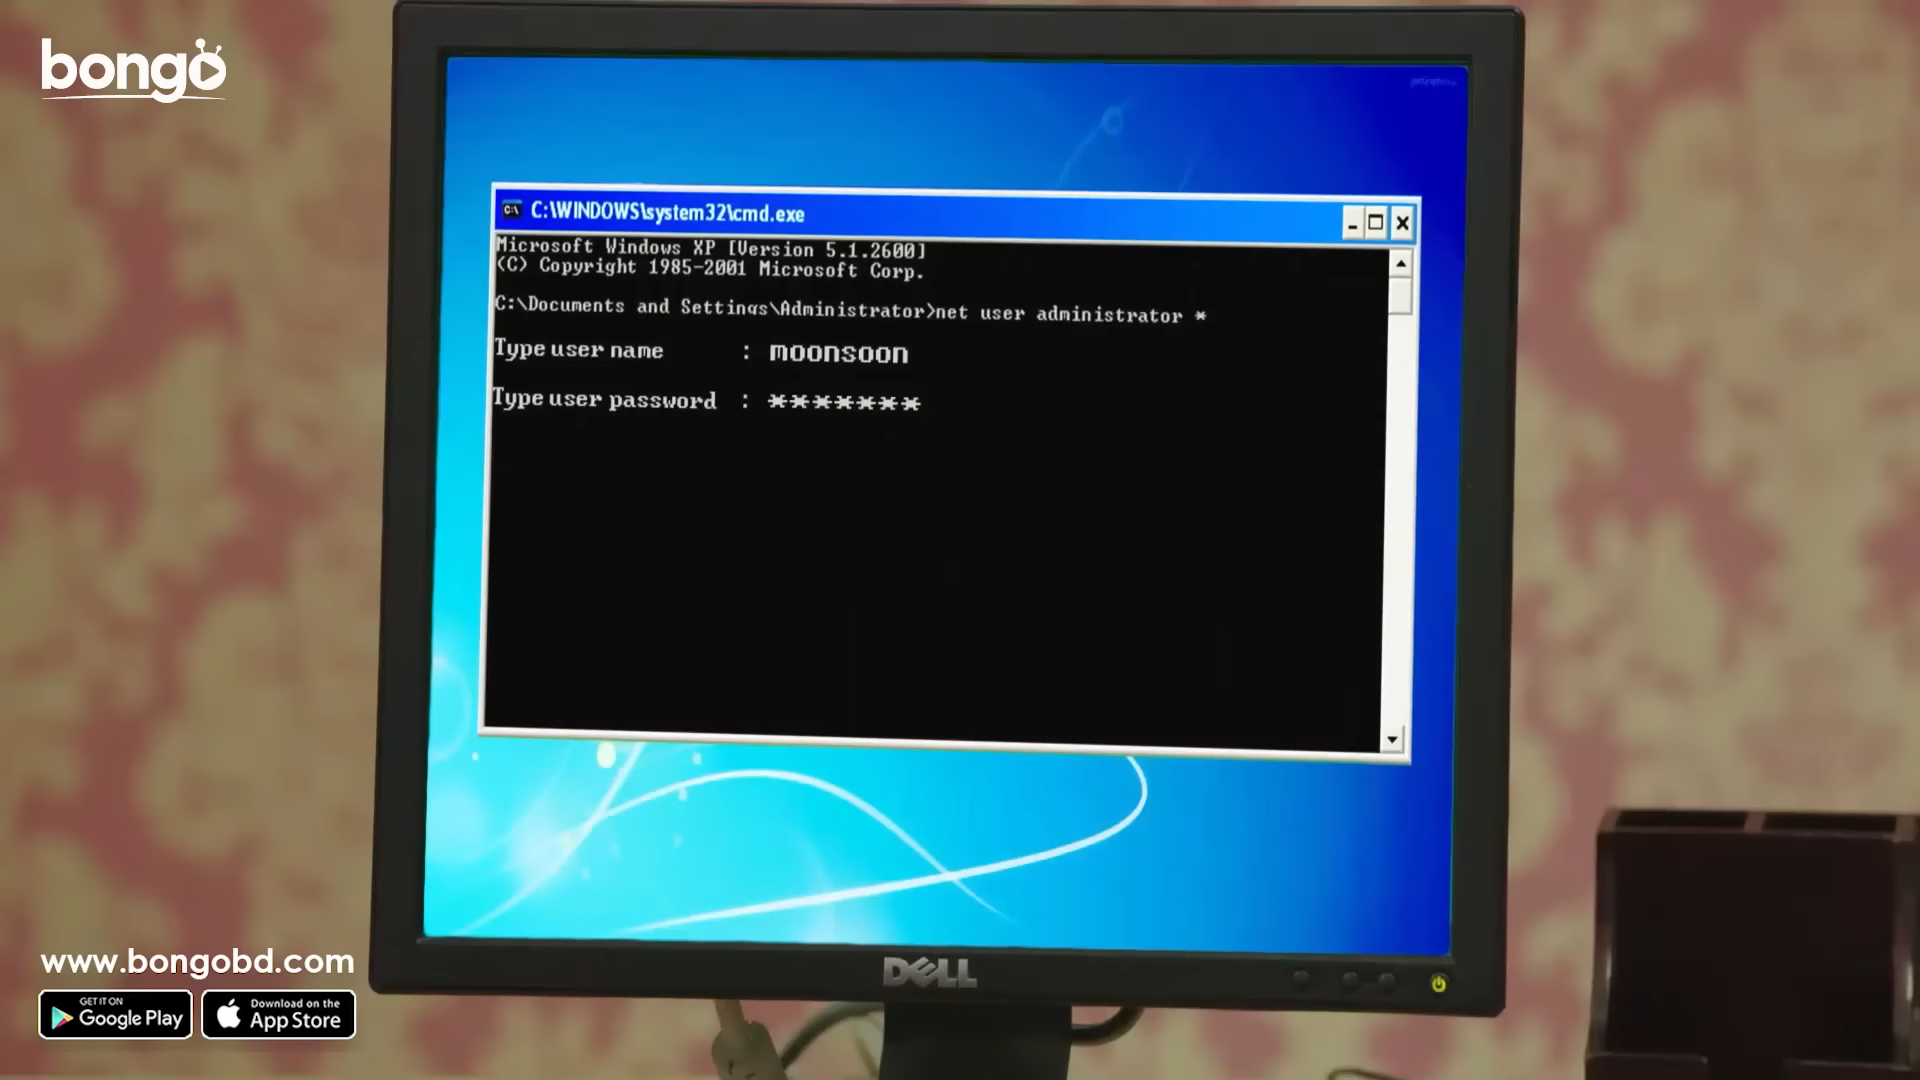 bongo
C:\WINDOWS\system32\cmd.exe
Microsoft Windows XP [Version 5.1.2600]
(C) Copyright 1985-2001 Microsoft Corp.
C:\Documents and Settings\Administrator>net user administrator *
Type user name : moonsoon
Type user password : *******
DELL
www.bongobd.com
GET IT ON
Google Play
Download on the
App Store